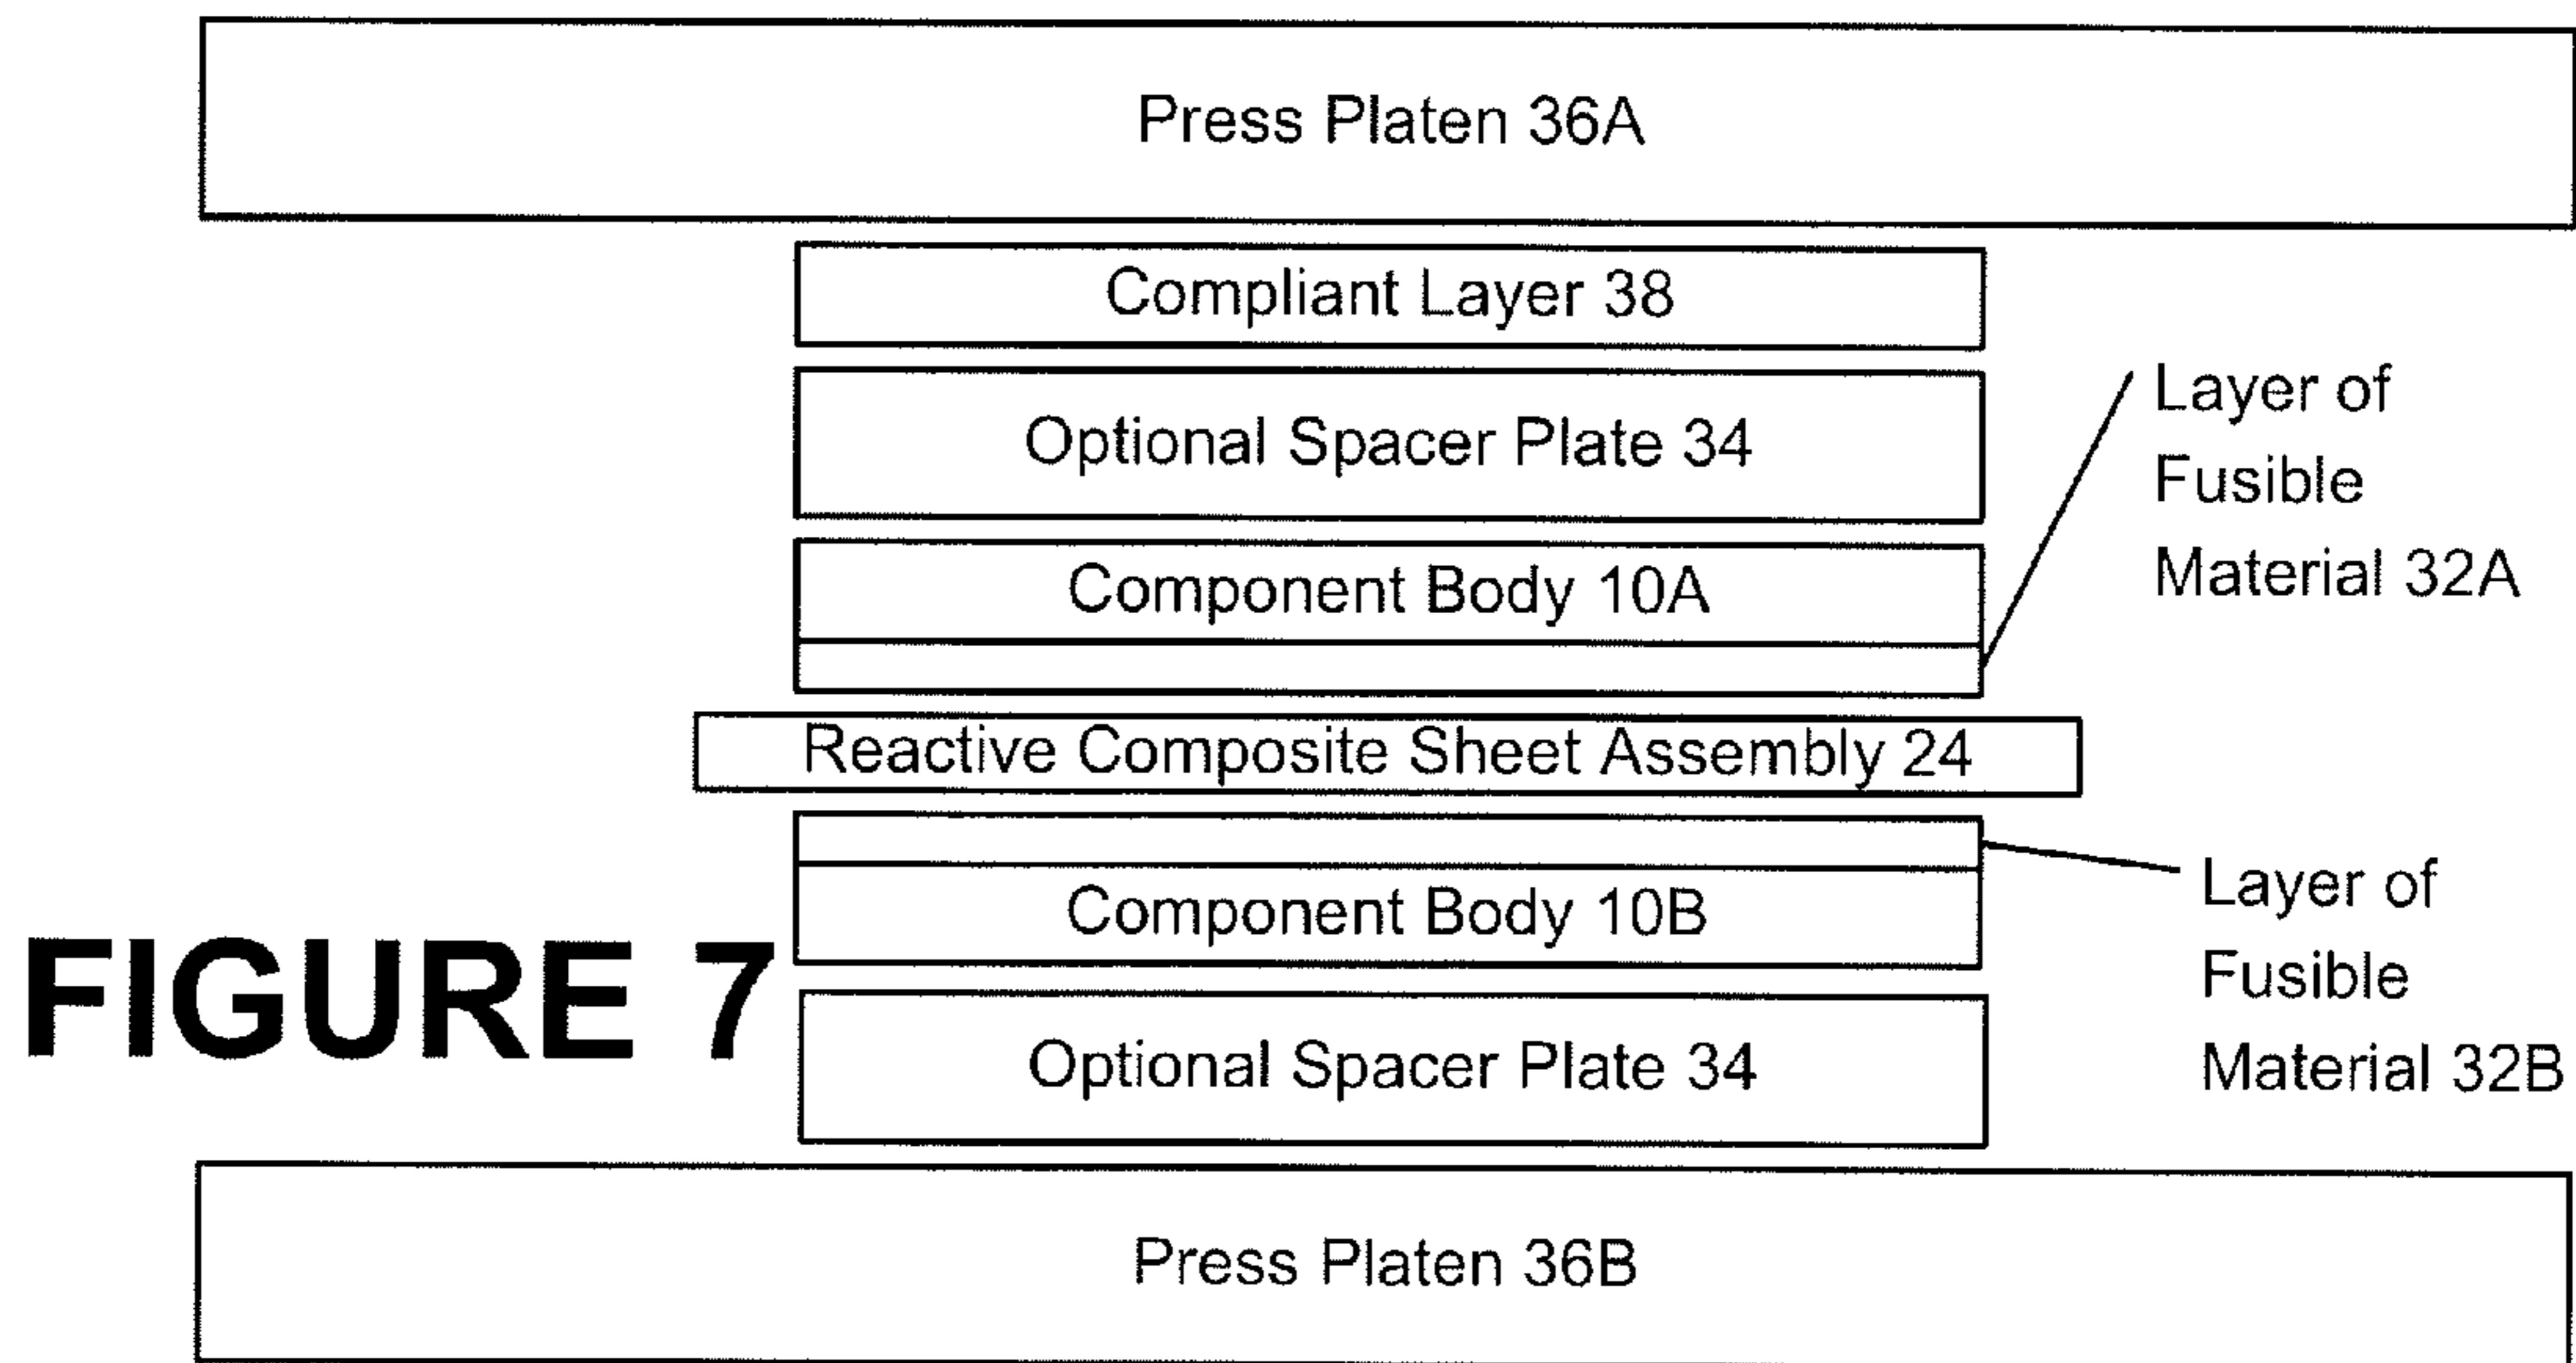 Press Platen 36A
Compliant Layer 38
Optional Spacer Plate 34
Layer of
Fusible
Material 32A
Component Body 10A
Reactive Composite Sheet Assembly 24
Component Body 10B
Layer of
Fusible
Material 32B
FIGURE 7
Optional Spacer Plate 34
Press Platen 36B